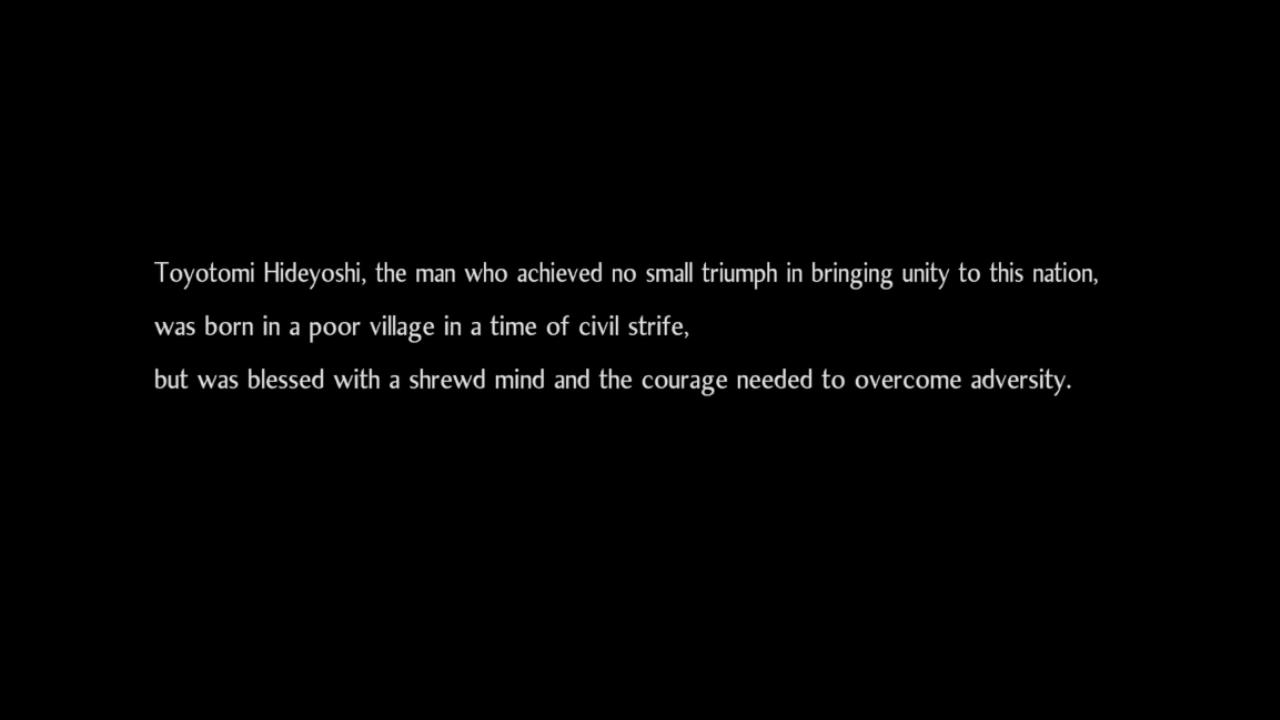 Toyotomi Hideyoshi, the man who achieved no small triumph in bringing unity to this nation,
was born in a poor village in a time of civil strife,
but was blessed with a shrewd mind and the courage needed to overcome adversity.